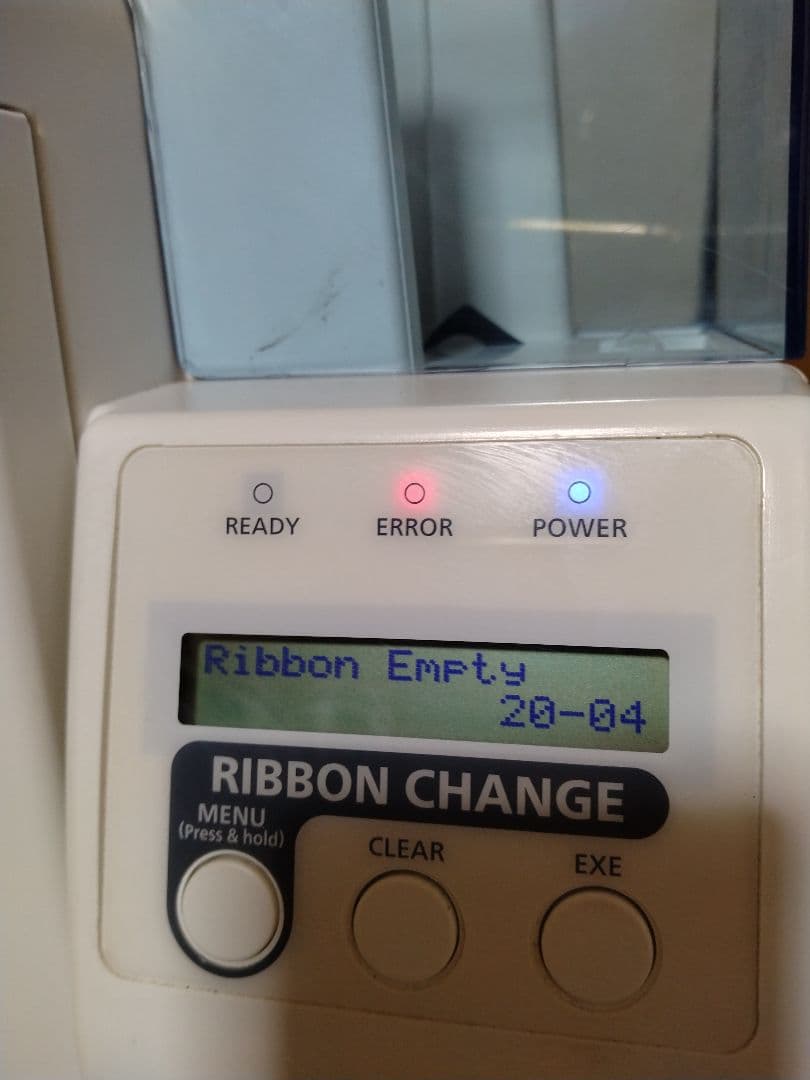 READY ERROR POWER
Ribbon Empty
20-04
RIBBON CHANGE
MENU
(Press & hold)
CLEAR
EXE